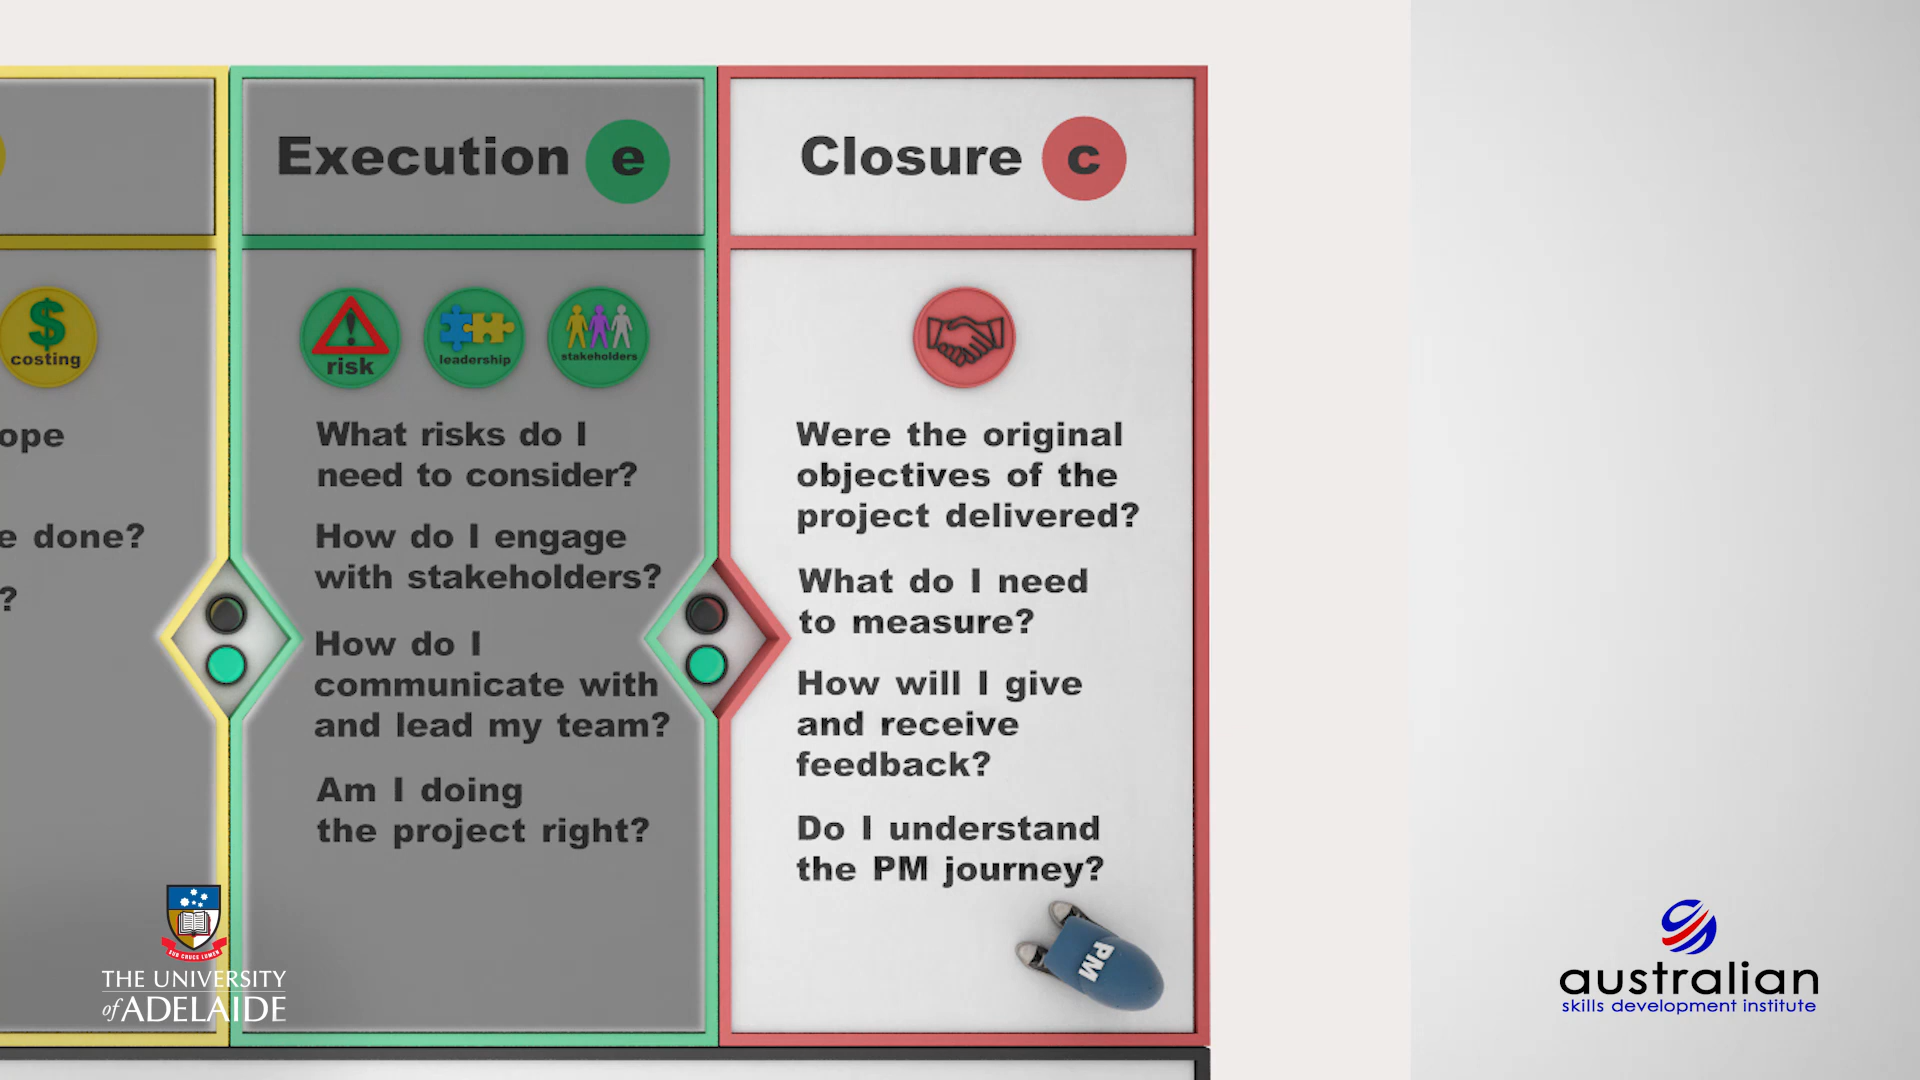 costing
ope
e done?
?
Execution e
risk
leadership
stakeholders
What risks do I
need to consider?
How do I engage
with stakeholders?
How do I
communicate with
and lead my team?
Am I doing
the project right?
Closure c
Were the original
objectives of the
project delivered?
What do I need
to measure?
How will I give
and receive
feedback?
Do I understand
the PM journey?
PM
SUB CRUCE LUMEN
THE UNIVERSITY
of ADELAIDE
australian
skills development institute